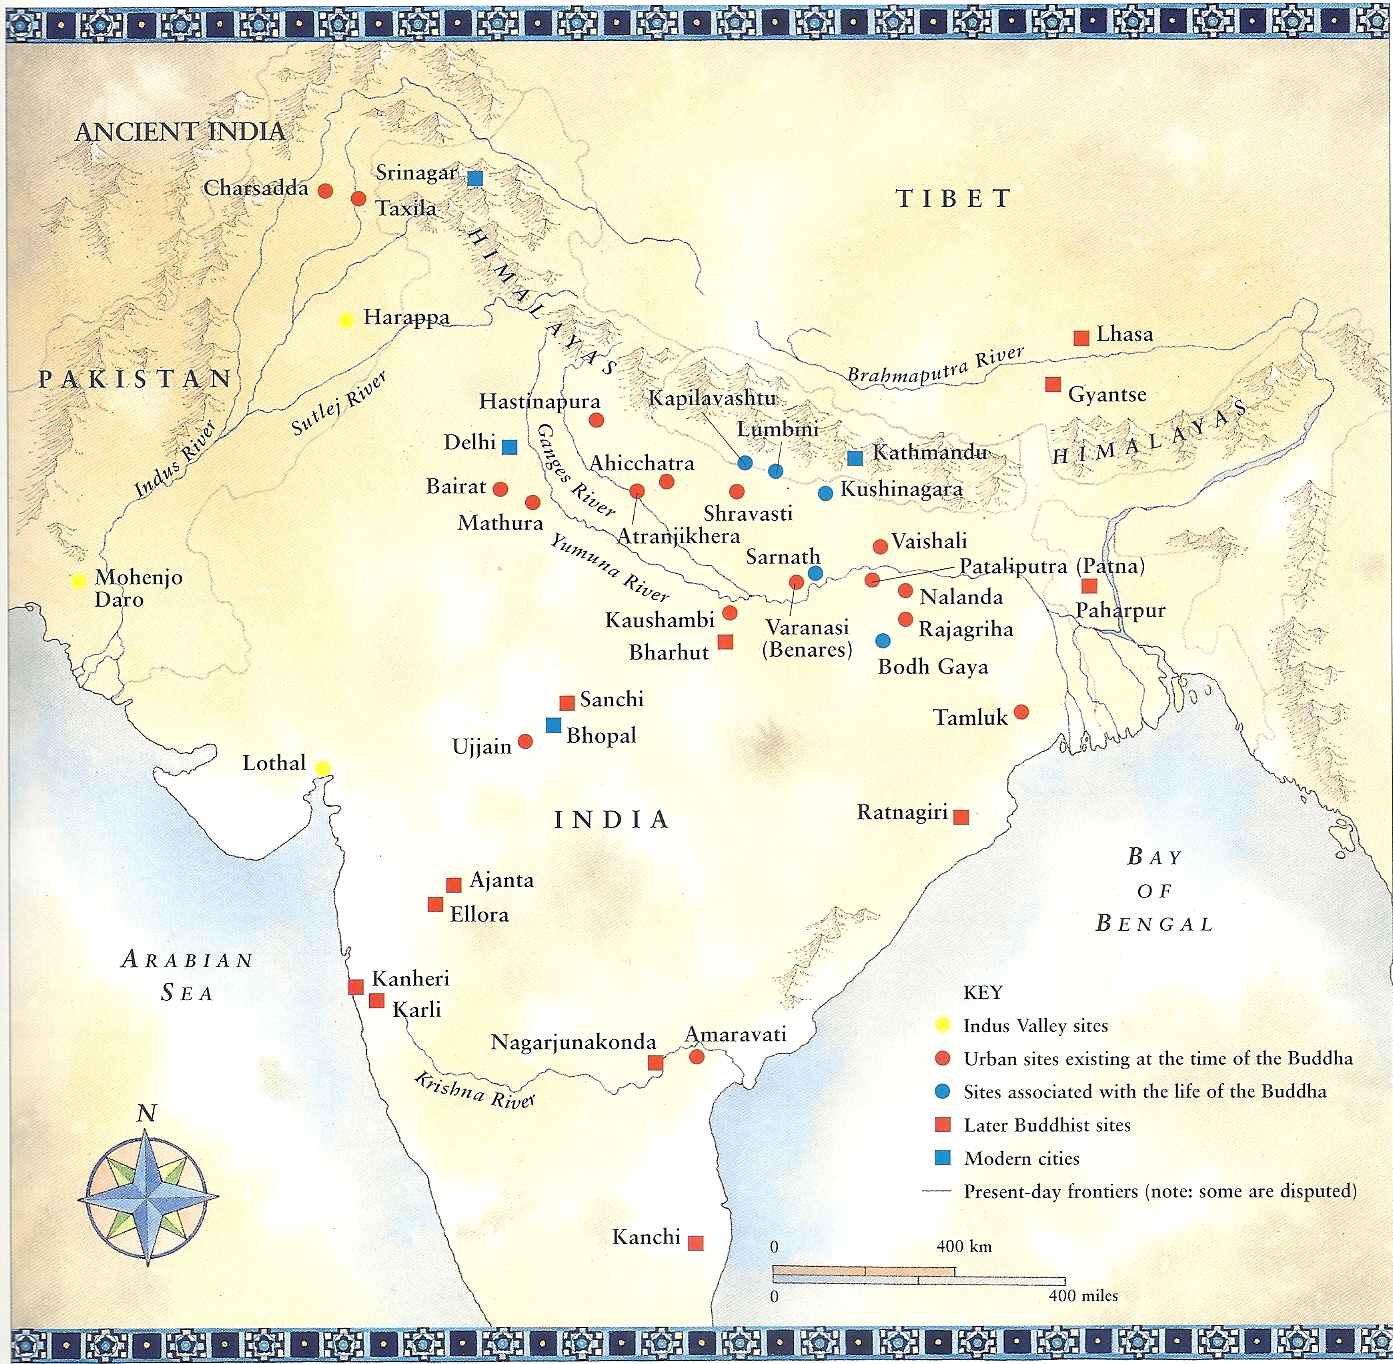 ANCIENT INDIA
Srinagar
Charsadda
Taxila
TIBET
HIMALAYAS
Harappa
Lhasa
Brahmaputra River
PAKISTAN
Gyantse
Sutlej River
Hastinapura
Kapilavashtu
Lumbini
HIMALAYAS
Delhi
Ganges River
Kathmandu
Indus River
Ahicchatra
Bairat
Kushinagara
Mathura
Shravasti
Atranjikhera
Yumuna River
Sarnath
Vaishali
Pataliputra (Patna)
Mohenjo
Daro
Nalanda
Paharpur
Kaushambi
Varanasi
(Benares)
Rajagriha
Bharhut
Bodh Gaya
Sanchi
Tamluk
Bhopal
Ujjain
Lothal
INDIA
Ratnagiri
BAY
OF
BENGAL
Ajanta
Ellora
ARABIAN
SEA
Kanheri
Karli
Nagarjunakonda
Amaravati
Krishna River
KEY
Indus Valley sites
Urban sites existing at the time of the Buddha
Sites associated with the life of the Buddha
Later Buddhist sites
Modern cities
Present-day frontiers (note: some are disputed)
N
Kanchi
0 400 km
0 400 miles